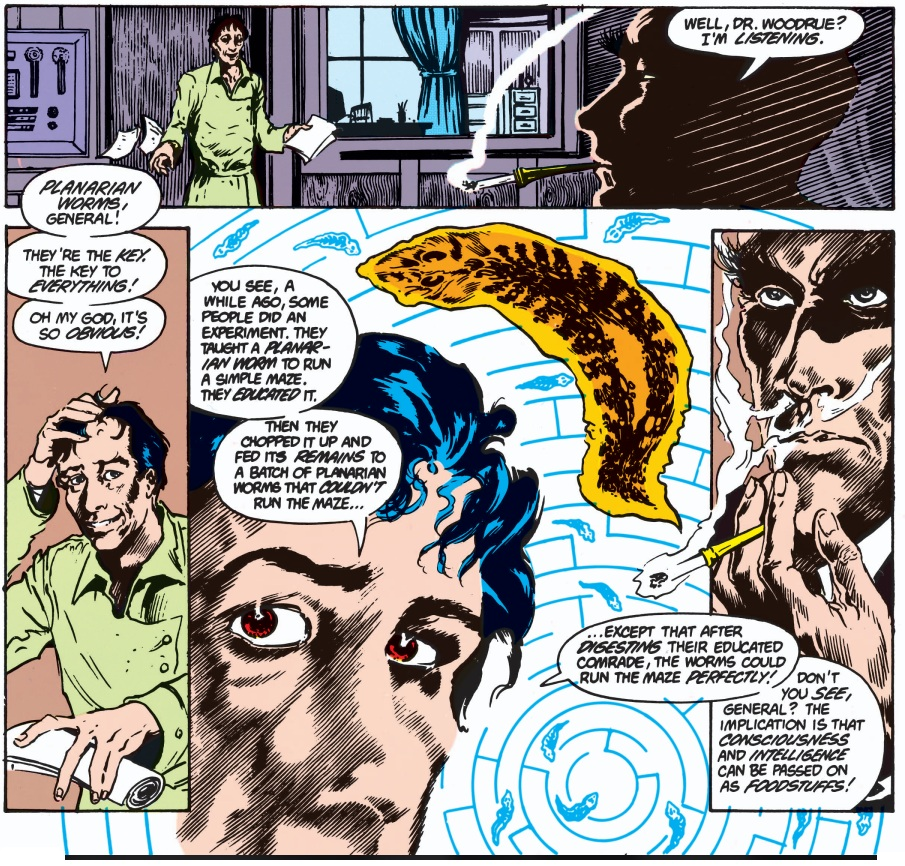 WELL, DR. WOODRUE?
I'M LISTENING.
PLANARIAN
WORMS,
GENERAL!
THEY'RE THE KEY.
THE KEY TO
EVERYTHING!
OH MY GOD, IT'S
SO OBVIOUS!
YOU SEE, A
WHILE AGO, SOME
PEOPLE DID AN
EXPERIMENT. THEY
TAUGHT A PLANAR-
IAN WORM TO RUN
A SIMPLE MAZE.
THEY EDUCATED IT.
THEN THEY
CHOPPED IT UP AND
FED ITS REMAINS TO
A BATCH OF PLANARIAN
WORMS THAT COULDN'T
RUN THE MAZE...
...EXCEPT THAT AFTER
DIGESTING THEIR EDUCATED
COMRADE, THE WORMS COULD
RUN THE MAZE PERFECTLY!
DON'T
YOU SEE,
GENERAL? THE
IMPLICATION IS THAT
CONSCIOUSNESS
AND INTELLIGENCE
CAN BE PASSED ON
AS FOODSTUFFS!